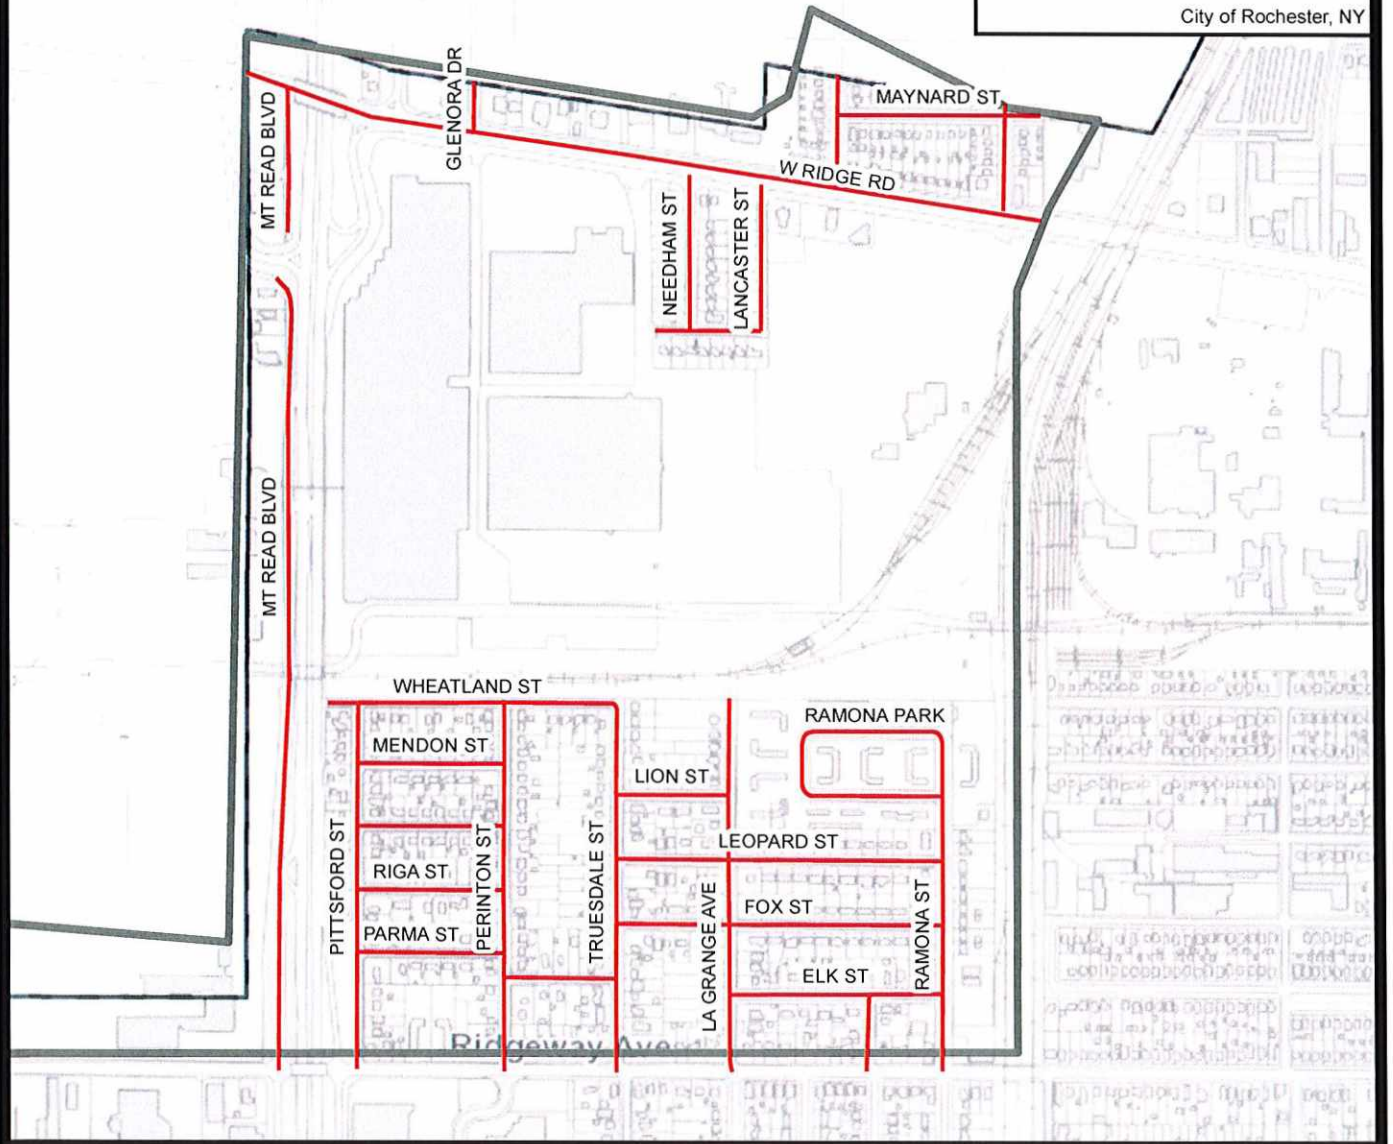 City of Rochester, NY
GLENORA DR
MAYNARD ST
MT READ BLVD
W RIDGE RD
NEEDHAM ST
LANCASTER ST
MT READ BLVD
WHEATLAND ST
RAMONA PARK
MENDON ST
LION ST
PITTSFORD ST
PERINTON ST
TRUESDALE ST
LEOPARD ST
RIGA ST
LA GRANGE AVE
FOX ST
RAMONA ST
PARMA ST
ELK ST
Ridgeway Ave